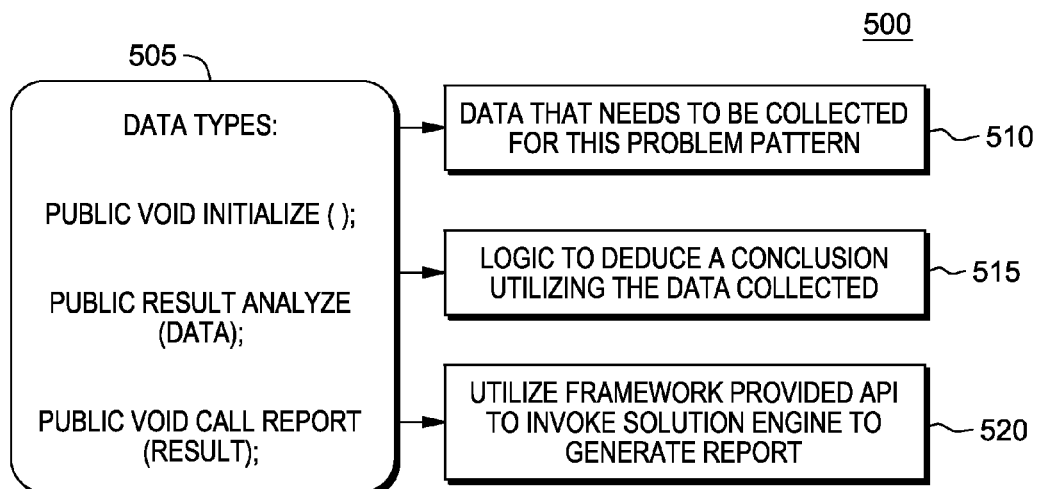 500
505
DATA TYPES:
PUBLIC VOID INITIALIZE ( );
PUBLIC RESULT ANALYZE
(DATA);
PUBLIC VOID CALL REPORT
(RESULT);
DATA THAT NEEDS TO BE COLLECTED
FOR THIS PROBLEM PATTERN
510
LOGIC TO DEDUCE A CONCLUSION
UTILIZING THE DATA COLLECTED
515
UTILIZE FRAMEWORK PROVIDED API
TO INVOKE SOLUTION ENGINE TO
GENERATE REPORT
520